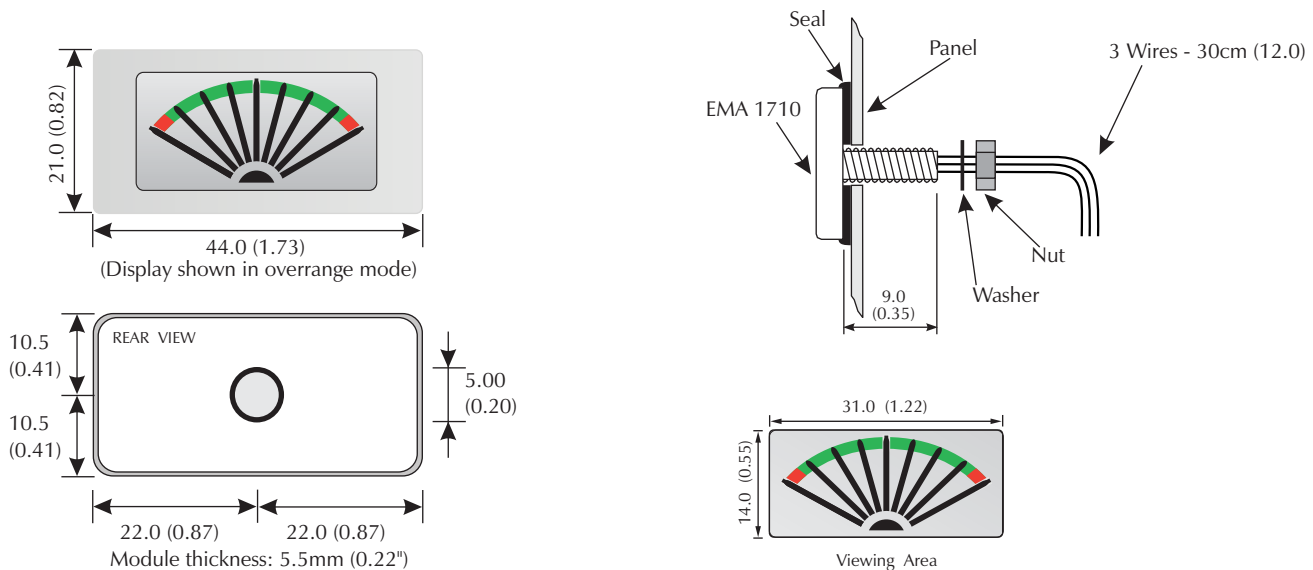 21.0 (0.82)
44.0 (1.73)
(Display shown in overrange mode)
REAR VIEW
10.5
(0.41)
10.5
(0.41)
5.00
(0.20)
22.0 (0.87)
22.0 (0.87)
Module thickness: 5.5mm (0.22")
Seal
Panel
3 Wires - 30cm (12.0)
EMA 1710
Nut
Washer
9.0
(0.35)
31.0 (1.22)
14.0 (0.55)
Viewing Area